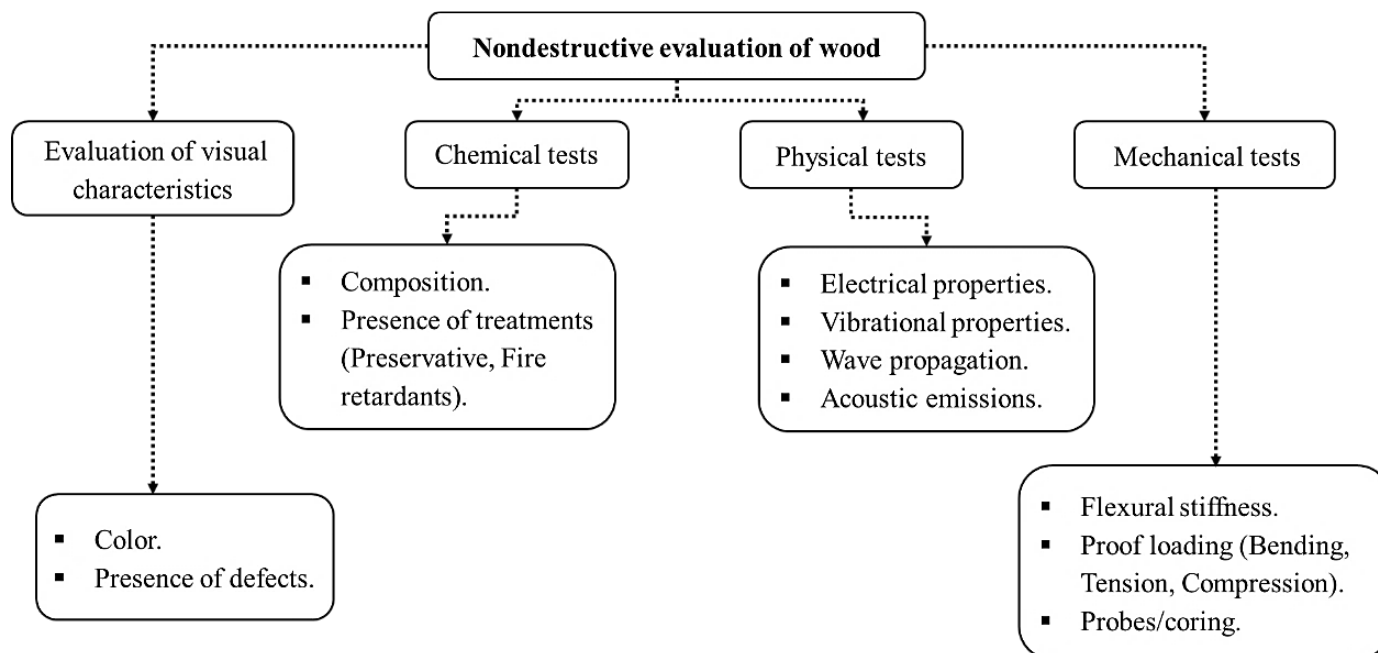 Nondestructive evaluation of wood
Evaluation of visual
characteristics
Chemical tests
Physical tests
Mechanical tests
▪ Composition.
▪ Presence of treatments
(Preservative, Fire
retardants).
▪ Electrical properties.
▪ Vibrational properties.
▪ Wave propagation.
▪ Acoustic emissions.
▪ Color.
▪ Presence of defects.
▪ Flexural stiffness.
▪ Proof loading (Bending,
Tension, Compression).
▪ Probes/coring.